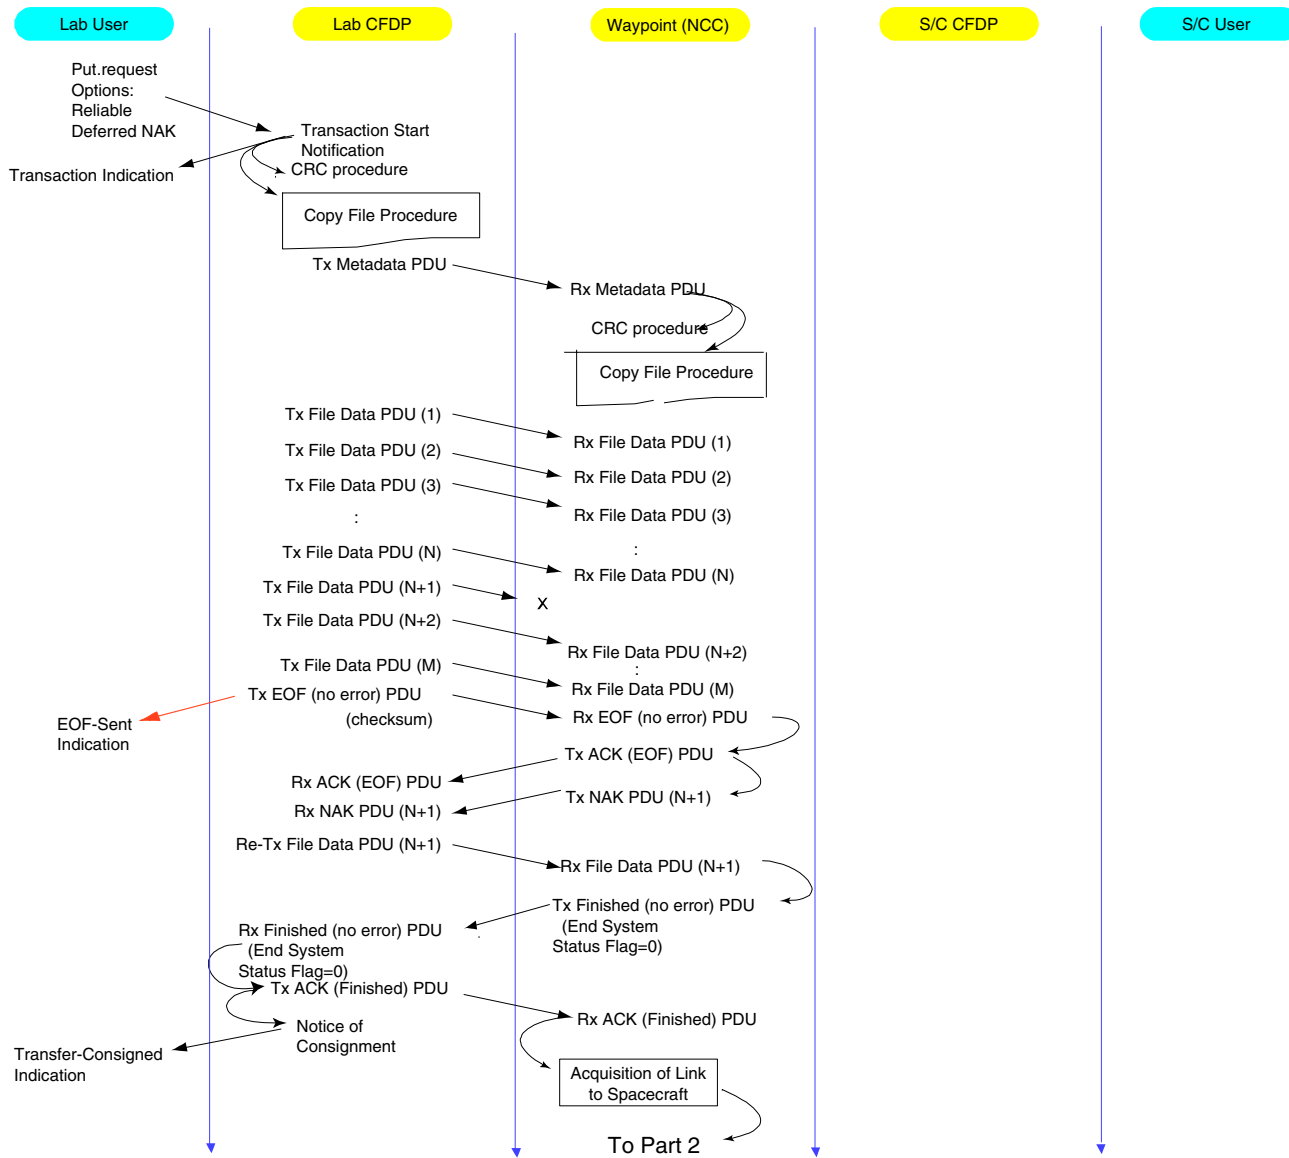 Lab User
Lab CFDP
Waypoint (NCC)
S/C CFDP
S/C User
Put.request
Options:
Reliable
Deferred NAK
Transaction Start
Notification
CRC procedure
Transaction Indication
Copy File Procedure
Tx Metadata PDU
Rx Metadata PDU
CRC procedure
Copy File Procedure
Tx File Data PDU (1)
Rx File Data PDU (1)
Tx File Data PDU (2)
Rx File Data PDU (2)
Tx File Data PDU (3)
Rx File Data PDU (3)
:
:
Tx File Data PDU (N)
Rx File Data PDU (N)
Tx File Data PDU (N+1)
X
Tx File Data PDU (N+2)
Rx File Data PDU (N+2)
:
Tx File Data PDU (M)
Rx File Data PDU (M)
Tx EOF (no error) PDU
(checksum)
Rx EOF (no error) PDU
EOF-Sent
Indication
Tx ACK (EOF) PDU
Rx ACK (EOF) PDU
Tx NAK PDU (N+1)
Rx NAK PDU (N+1)
Re-Tx File Data PDU (N+1)
Rx File Data PDU (N+1)
Tx Finished (no error) PDU
(End System
Status Flag=0)
Rx Finished (no error) PDU
(End System
Status Flag=0)
Tx ACK (Finished) PDU
Rx ACK (Finished) PDU
Notice of
Consignment
Transfer-Consigned
Indication
Acquisition of Link
to Spacecraft
To Part 2